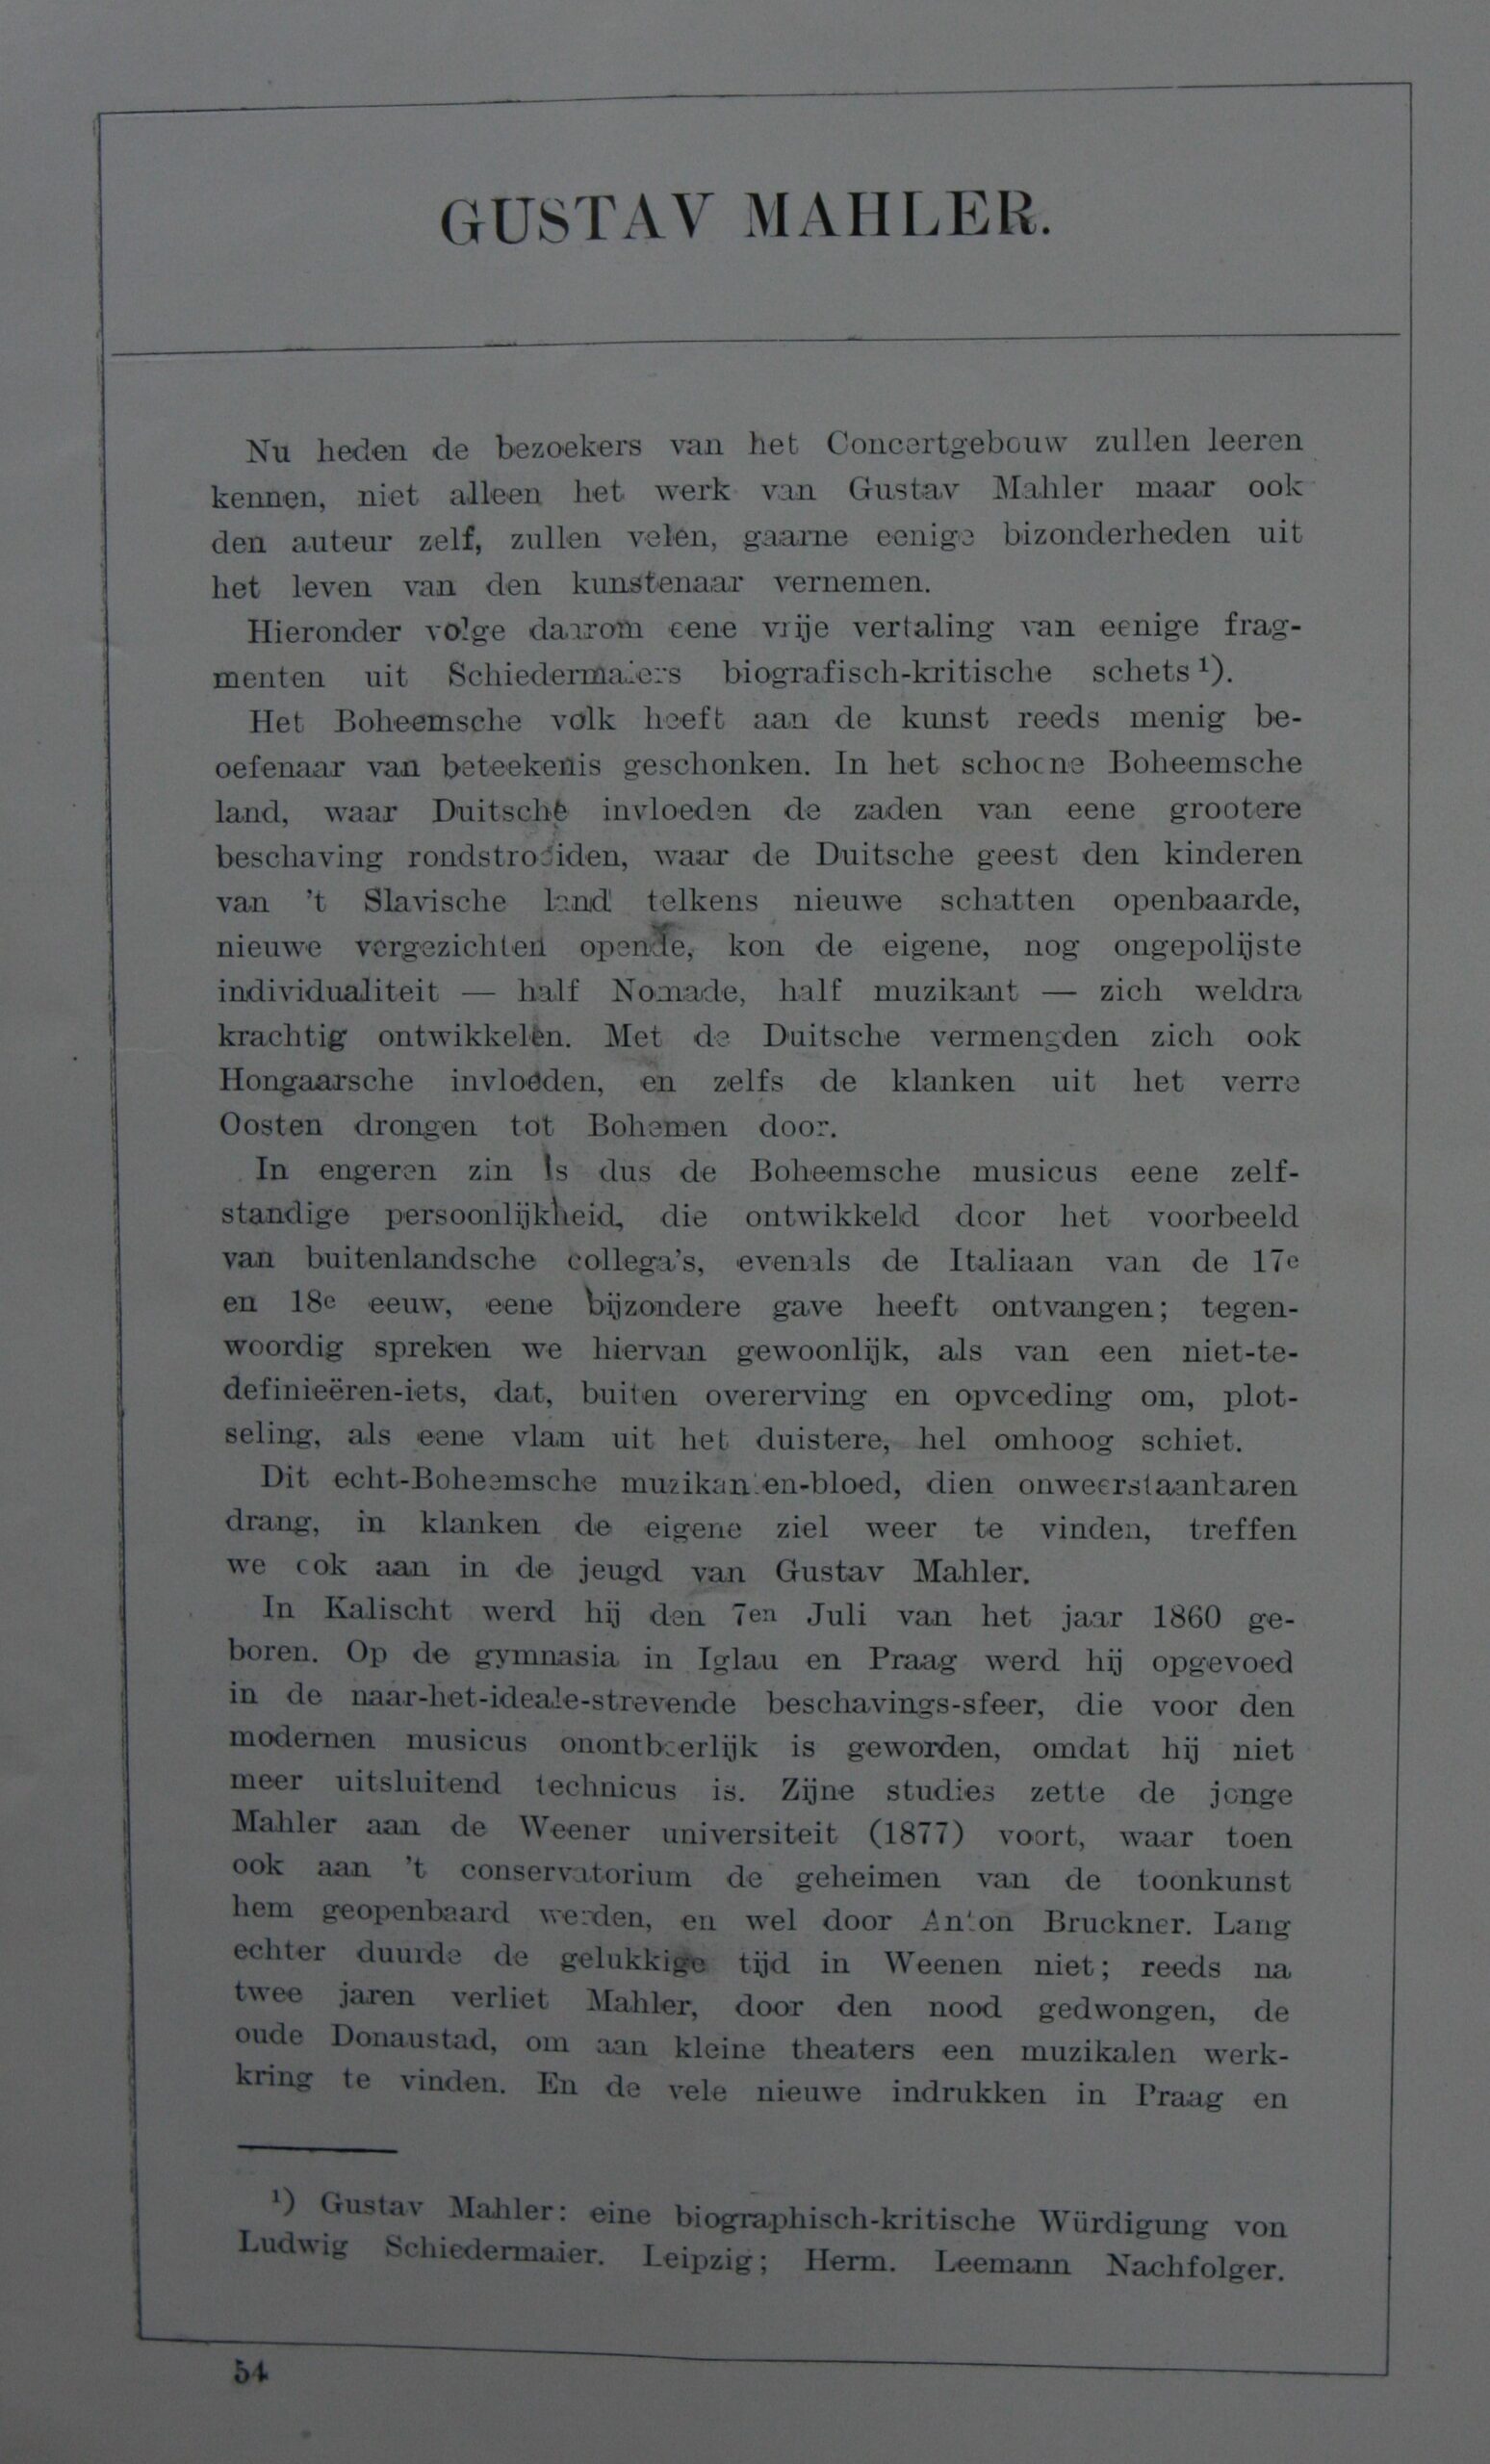 GUSTAV MAHLER.
Nu heden de bezoekers van het Concertgebouw zullen leeren
kennen, niet alleen het werk van Gustav Mahler maar ook
den auteur zelf, zullen velen, gaarne eenige bizonderheden uit
het leven van den kunstenaar vernemen.
Hieronder volge daarom eene vrije vertaling van eenige frag-
menten uit Schiedermaiers biografisch-kritische schets ¹).
Het Boheemsche volk heeft aan de kunst reeds menig be-
oefenaar van beteekenis geschonken. In het schoone Boheemsche
land, waar Duitsche invloeden de zaden van eene grootere
beschaving rondstrooiden, waar de Duitsche geest den kinderen
van 't Slavische land telkens nieuwe schatten openbaarde,
nieuwe vergezichten opende, kon de eigene, nog ongepolijste
individualiteit — half Nomade, half muzikant — zich weldra
krachtig ontwikkelen. Met de Duitsche vermengden zich ook
Hongaarsche invloeden, en zelfs de klanken uit het verre
Oosten drongen tot Bohemen door.
In engeren zin is dus de Boheemsche musicus eene zelf-
standige persoonlijkheid, die ontwikkeld door het voorbeeld
van buitenlandsche collega's, evenals de Italiaan van de 17e
en 18e eeuw, eene bijzondere gave heeft ontvangen; tegen-
woordig spreken we hiervan gewoonlijk, als van een niet-te-
definieëren-iets, dat, buiten overerving en opvoeding om, plot-
seling, als eene vlam uit het duistere, hel omhoog schiet.
Dit echt-Boheemsche muzikanten-bloed, dien onweerstaanbaren
drang, in klanken de eigene ziel weer te vinden, treffen
we ook aan in de jeugd van Gustav Mahler.
In Kalischt werd hij den 7en Juli van het jaar 1860 ge-
boren. Op de gymnasia in Iglau en Praag werd hij opgevoed
in de naar-het-ideale-strevende beschavings-sfeer, die voor den
modernen musicus onontbeerlijk is geworden, omdat hij niet
meer uitsluitend technicus is. Zijne studies zette de jonge
Mahler aan de Weener universiteit (1877) voort, waar toen
ook aan 't conservatorium de geheimen van de toonkunst
hem geopenbaard werden, en wel door Anton Bruckner. Lang
echter duurde de gelukkige tijd in Weenen niet; reeds na
twee jaren verliet Mahler, door den nood gedwongen, de
oude Donaustad, om aan kleine theaters een muzikalen werk-
kring te vinden. En de vele nieuwe indrukken in Praag en
¹) Gustav Mahler: eine biographisch-kritische Würdigung von
Ludwig Schiedermaier. Leipzig; Herm. Leemann Nachfolger.
54